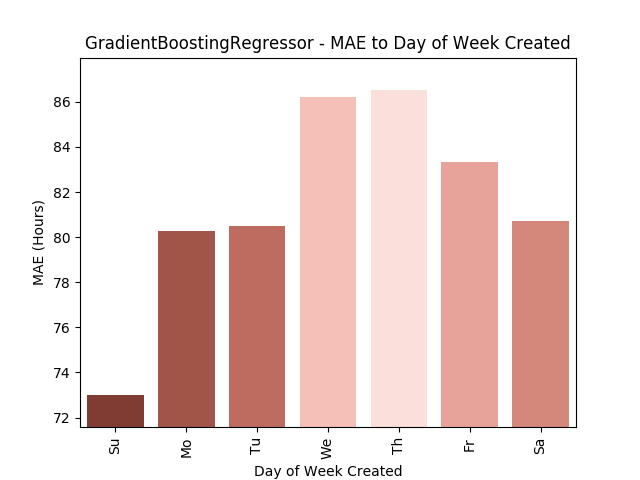 GradientBoostingRegressor - MAE to Day of Week Created
86
84
82
80
78
76
74
72
MAE (Hours)
Su
Mo
Tu
We
Th
Fr
Sa
Day of Week Created